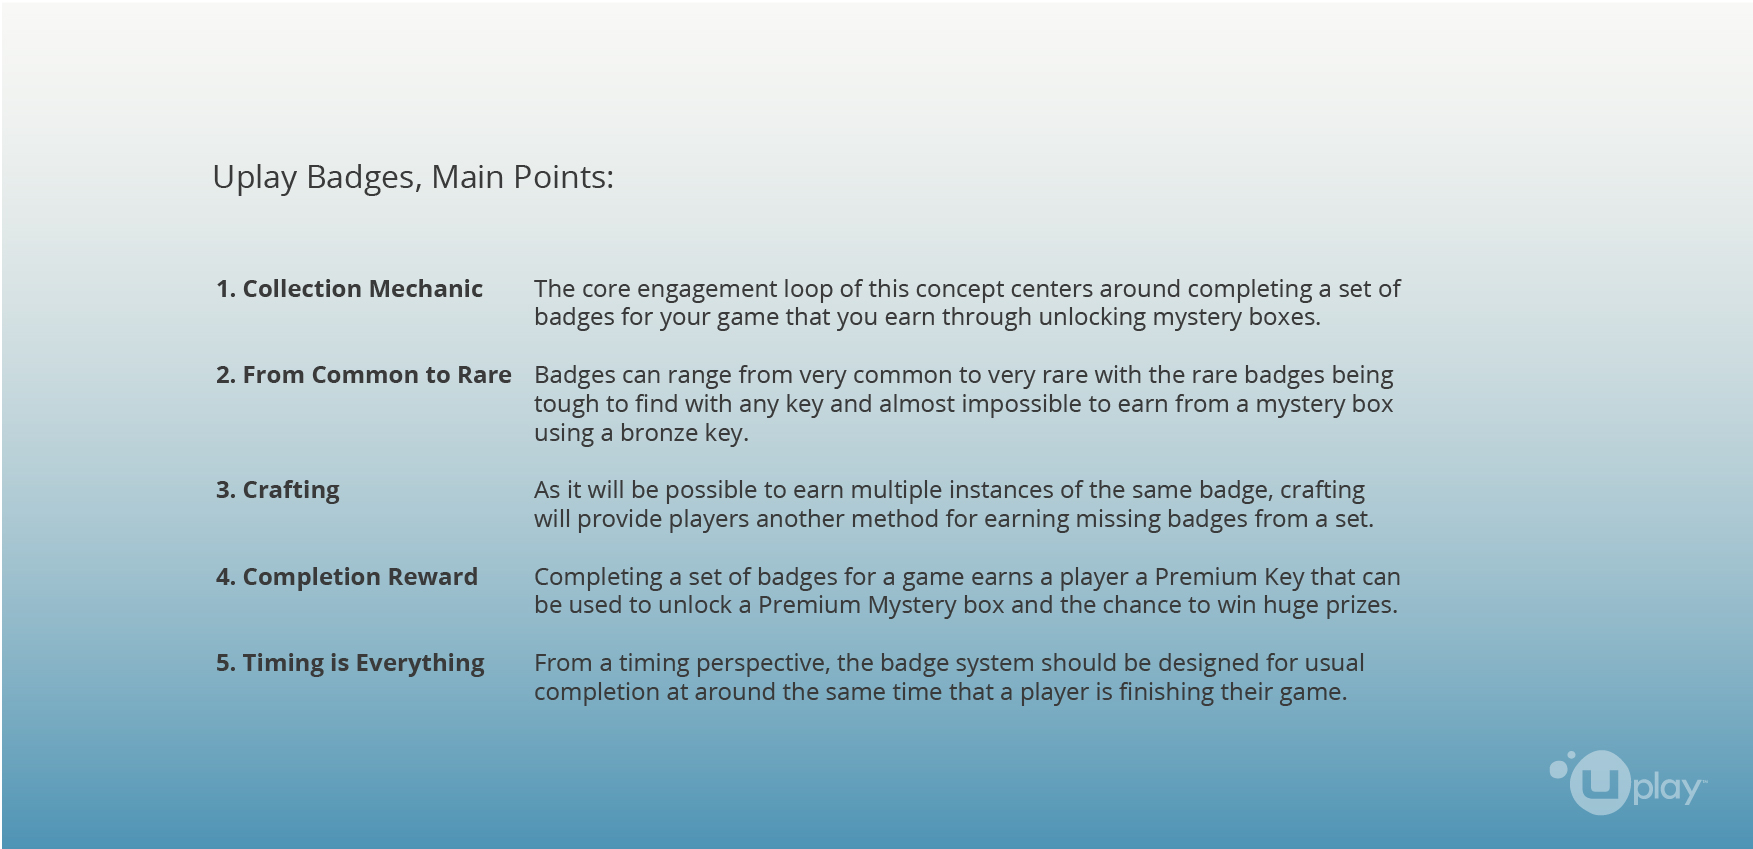 Uplay Badges, Main Points:
1. Collection Mechanic
The core engagement loop of this concept centers around completing a set of
badges for your game that you earn through unlocking mystery boxes.
2. From Common to Rare
Badges can range from very common to very rare with the rare badges being
tough to find with any key and almost impossible to earn from a mystery box
using a bronze key.
3. Crafting
As it will be possible to earn multiple instances of the same badge, crafting
will provide players another method for earning missing badges from a set.
4. Completion Reward
Completing a set of badges for a game earns a player a Premium Key that can
be used to unlock a Premium Mystery box and the chance to win huge prizes.
5. Timing is Everything
From a timing perspective, the badge system should be designed for usual
completion at around the same time that a player is finishing their game.
Uplay™